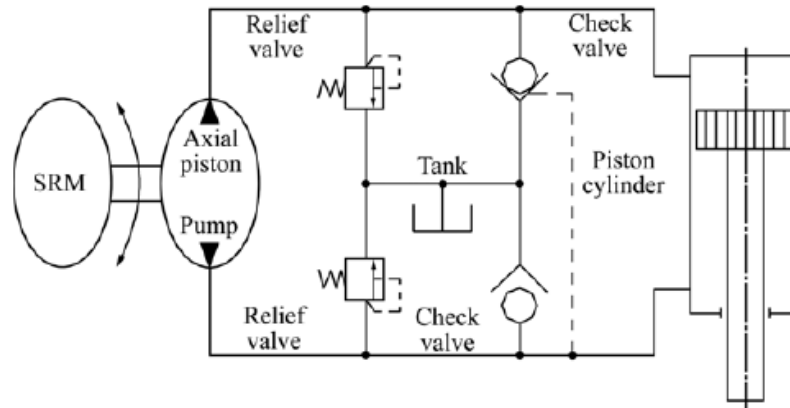 Relief
valve
Check
valve
SRM
Axial
piston
Pump
Tank
Piston
cylinder
Relief
valve
Check
valve